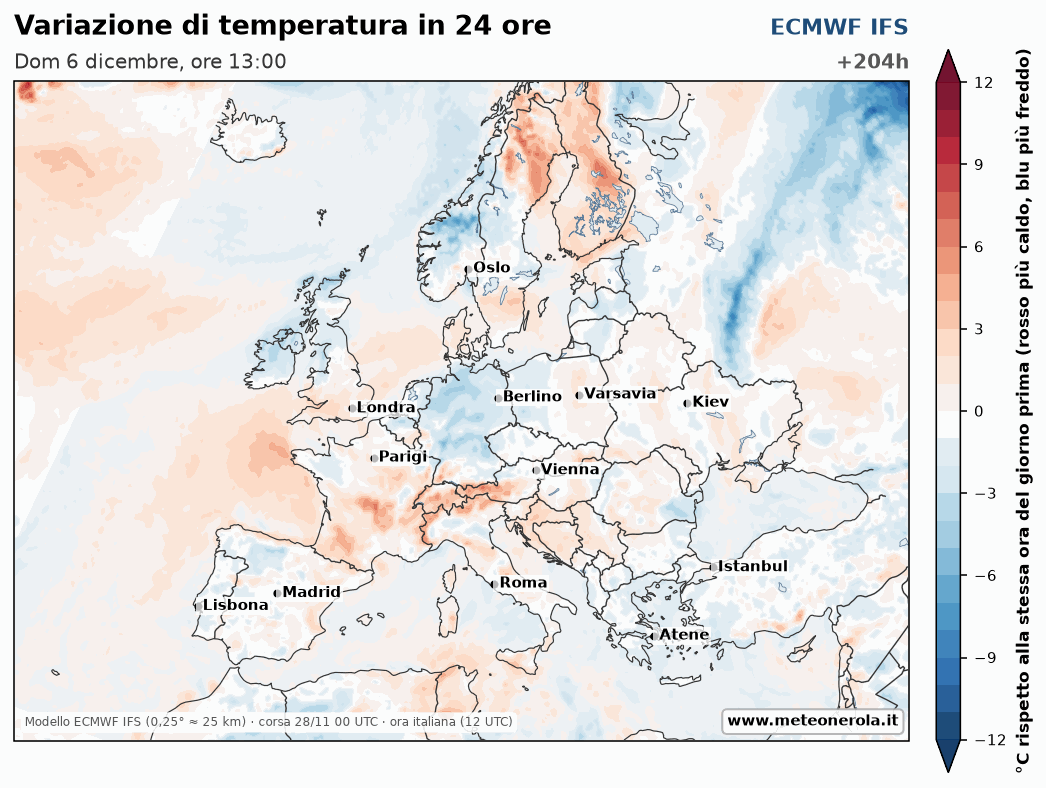 Variazione di temperatura in 24 ore
ECMWF IFS
Dom 6 dicembre, ore 13:00
+204h
Oslo
Berlino
Varsavia
Kiev
Londra
Parigi
Vienna
Istanbul
Roma
Madrid
Lisbona
Atene
Modello ECMWF IFS (0,25° ≈ 25 km) · corsa 28/11 00 UTC · ora italiana (12 UTC)
www.meteonerola.it
12
9
6
3
0
−3
−6
−9
−12
°C rispetto alla stessa ora del giorno prima (rosso più caldo, blu più freddo)